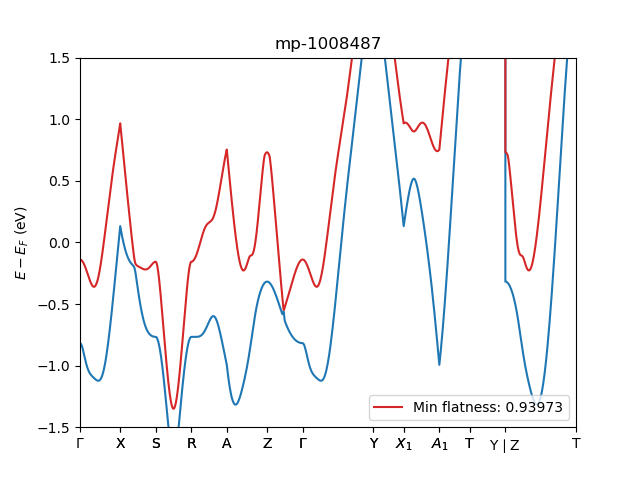 mp-1008487
E − E_F (eV)
1.5
1.0
0.5
0.0
−0.5
−1.0
−1.5
Min flatness: 0.93973
Γ X S R A Z Γ Y X₁ A₁ T Y | Z T